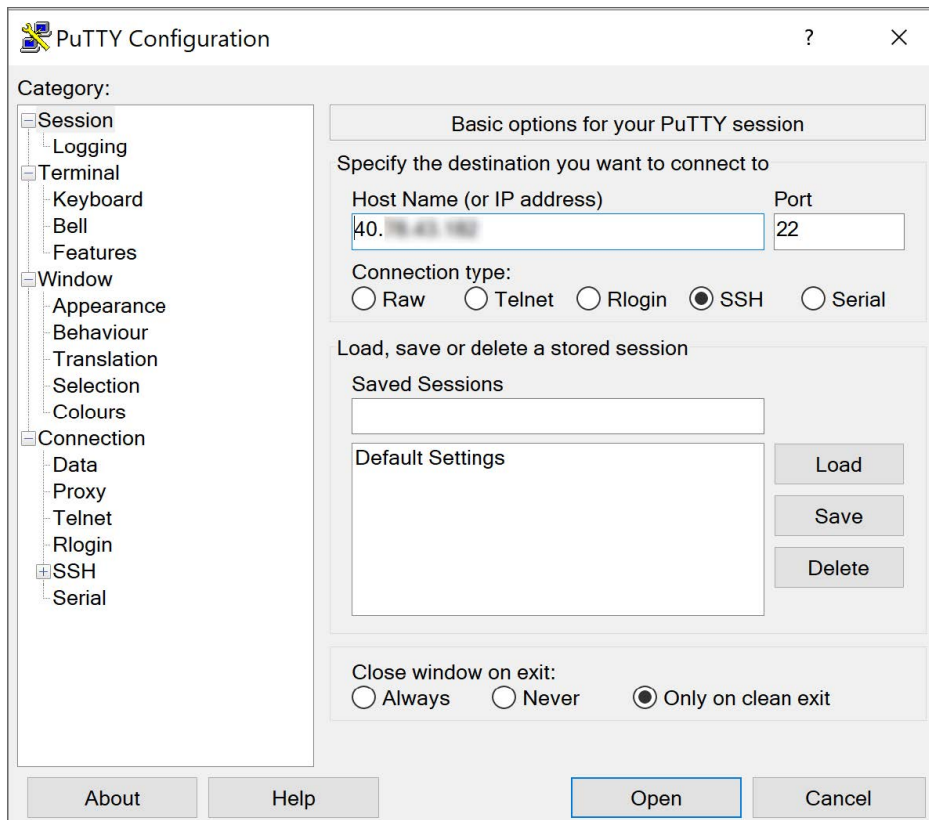 PuTTY Configuration
?
Category:
Session
Logging
Terminal
Keyboard
Bell
Features
Window
Appearance
Behaviour
Translation
Selection
Colours
Connection
Data
Proxy
Telnet
Rlogin
SSH
Serial
Basic options for your PuTTY session
Specify the destination you want to connect to
Host Name (or IP address) Port
40. 22
Connection type:
Raw Telnet Rlogin SSH Serial
Load, save or delete a stored session
Saved Sessions
Default Settings
Load
Save
Delete
Close window on exit:
Always Never Only on clean exit
About Help Open Cancel